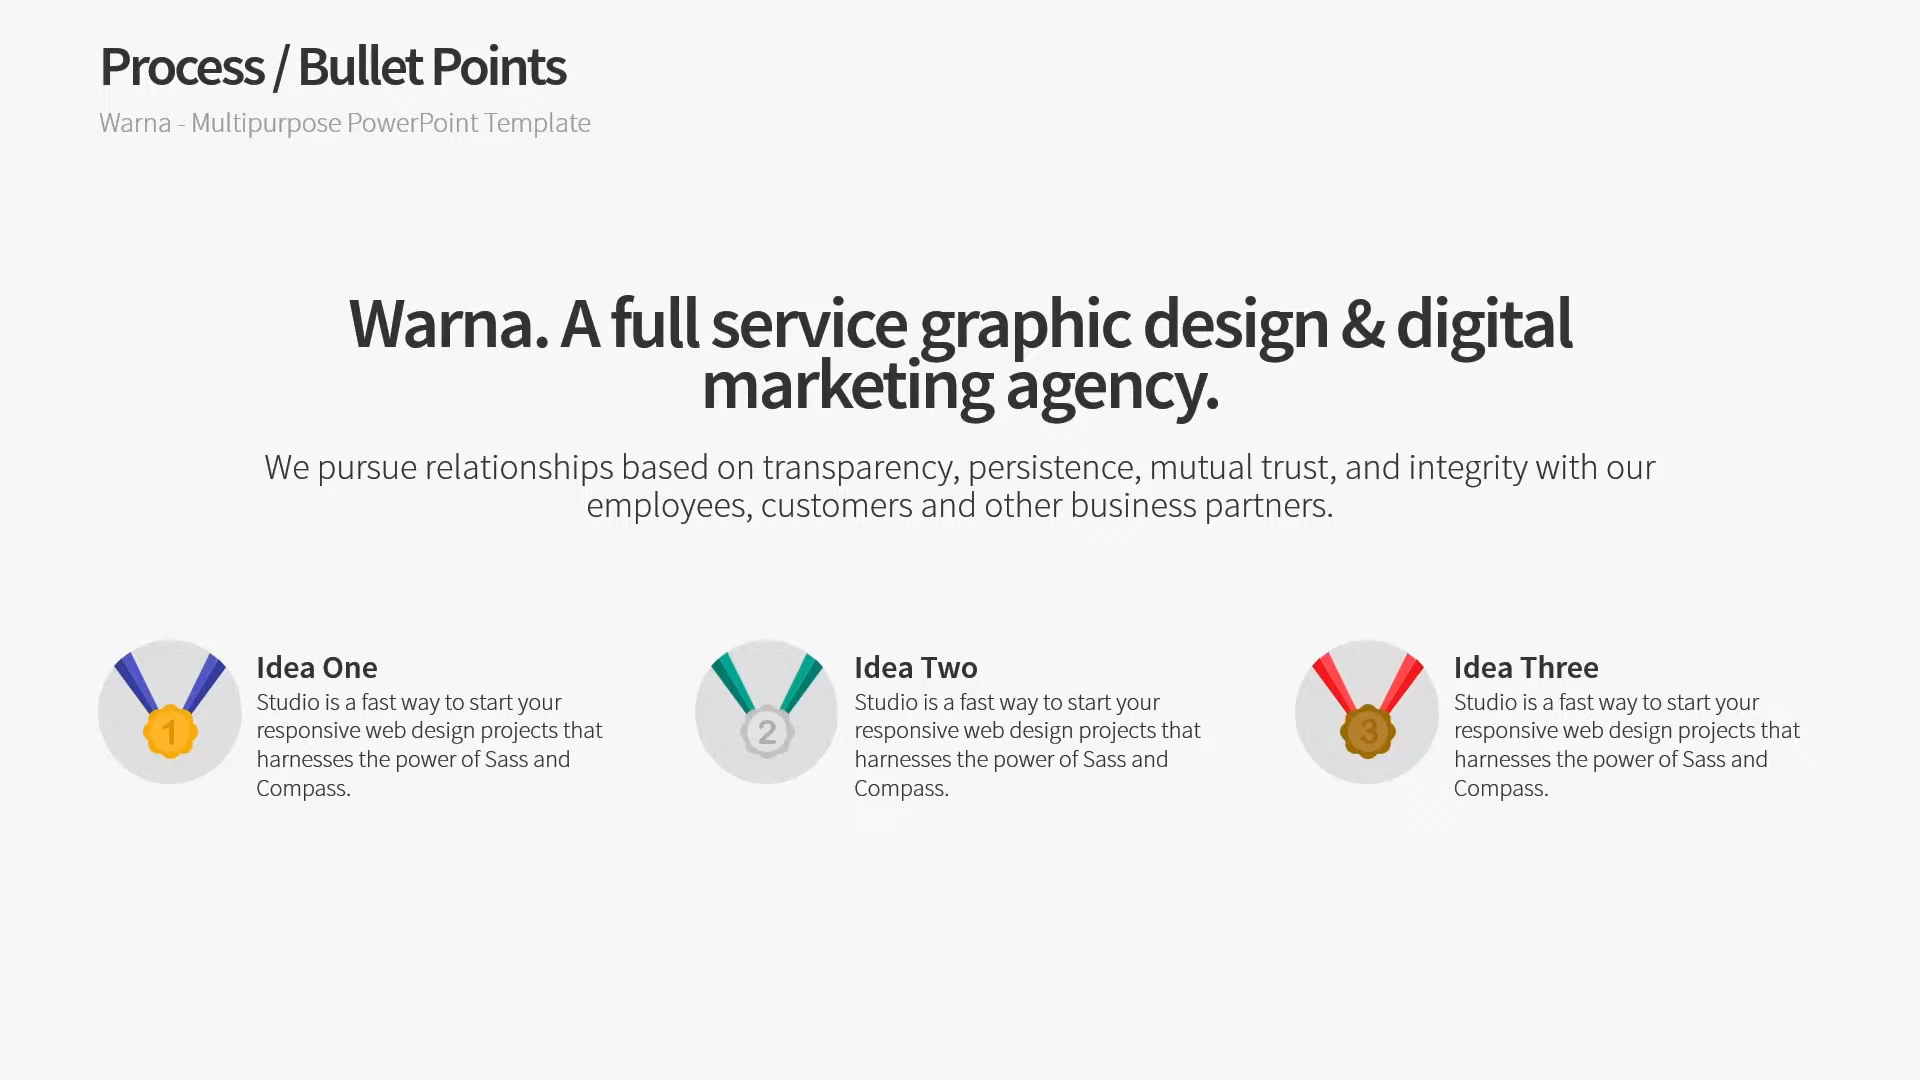 Process / Bullet Points
Warna - Multipurpose PowerPoint Template
Warna. A full service graphic design & digital
marketing agency.
We pursue relationships based on transparency, persistence, mutual trust, and integrity with our
employees, customers and other business partners.
1
Idea One
Studio is a fast way to start your
responsive web design projects that
harnesses the power of Sass and
Compass.
2
Idea Two
Studio is a fast way to start your
responsive web design projects that
harnesses the power of Sass and
Compass.
3
Idea Three
Studio is a fast way to start your
responsive web design projects that
harnesses the power of Sass and
Compass.